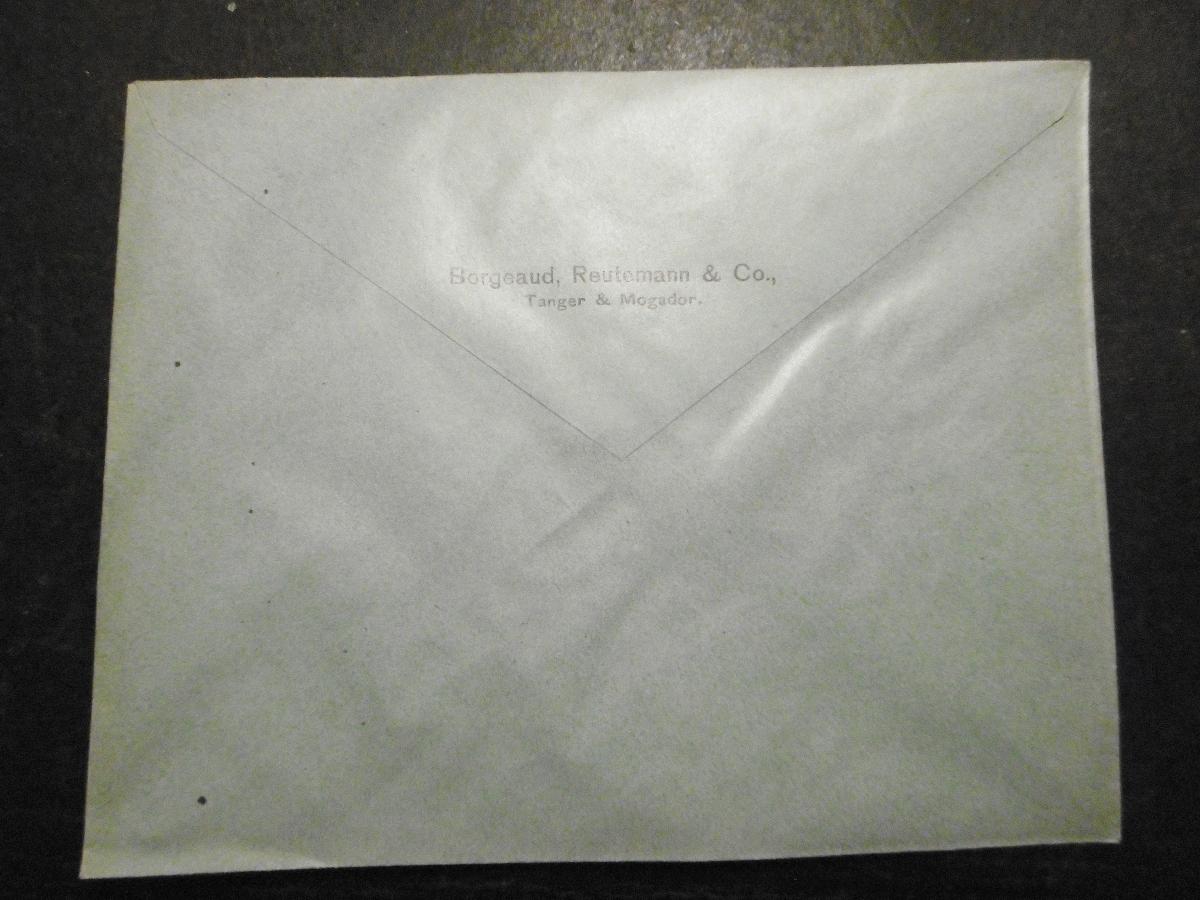 Borgeaud, Reutemann & Co.,
Tanger & Mogador.